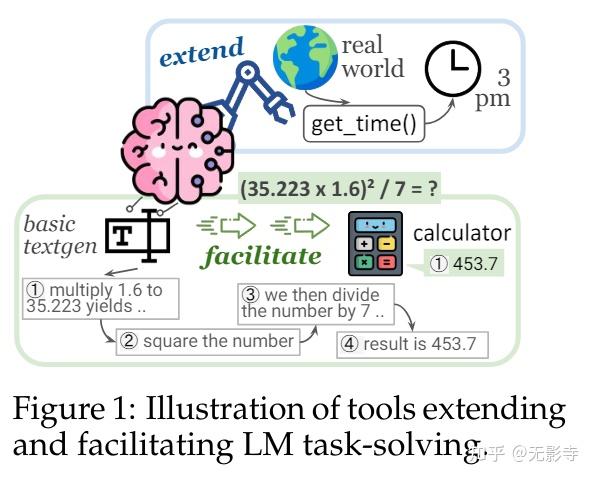 extend
real
world
3
pm
get_time()
(35.223 x 1.6)² / 7 = ?
basic
textgen
T
facilitate
calculator
① 453.7
① multiply 1.6 to
35.223 yields ..
② square the number
③ we then divide
the number by 7 ..
④ result is 453.7
Figure 1: Illustration of tools extending
and facilitating LM task-solving.
知乎 @无影寺